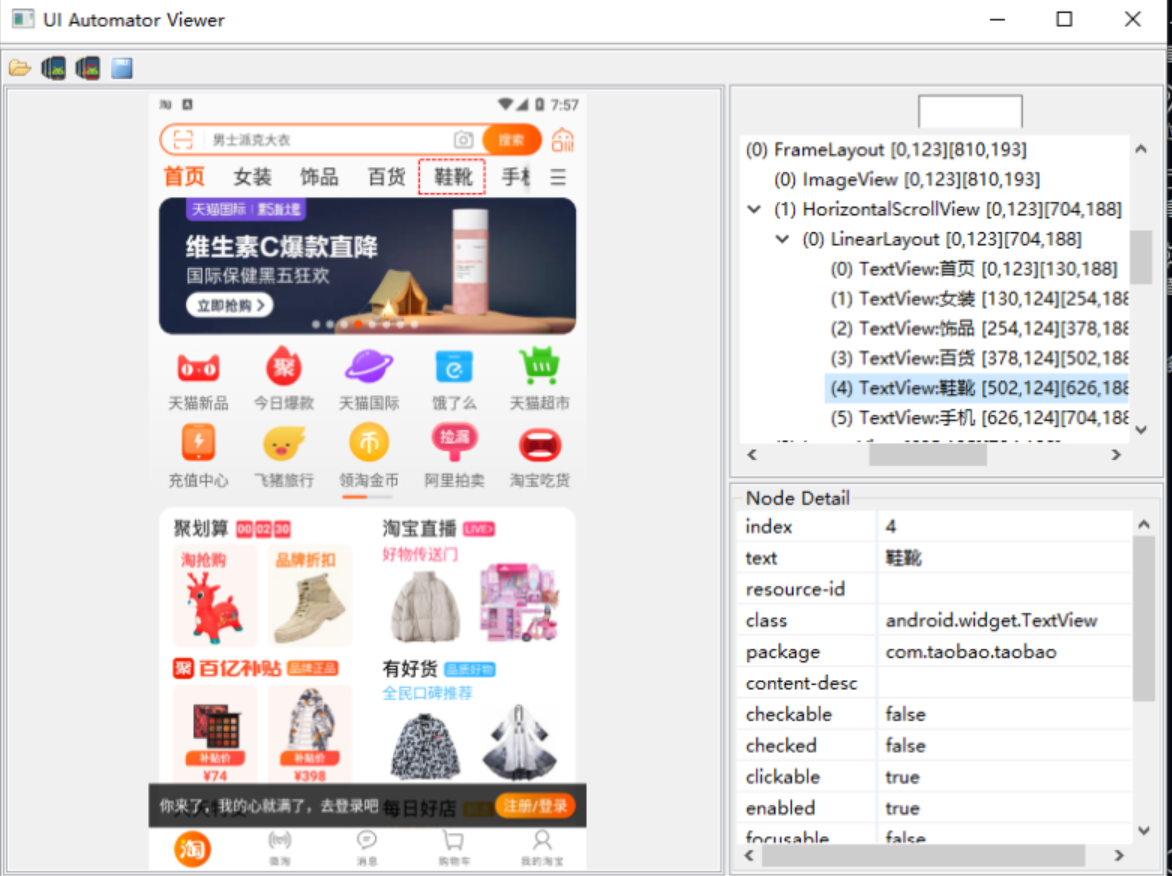 UI Automator Viewer
7:57
男士派克大衣
搜索
首页 女装 饰品 百货 鞋靴 手机
天猫国际
维生素C爆款直降
国际保健黑五狂欢
立即抢购 >
天猫新品 今日爆款 天猫国际 饿了么 天猫超市
充值中心 飞猪旅行 领淘金币 阿里拍卖 淘宝吃货
聚
币
捡漏
聚划算 00:02:30 淘宝直播 LIVE
淘抢购 品牌折扣 好物传送门
聚 百亿补贴 品牌正品 有好货 品质好物
全民口碑推荐
补贴价 补贴价
¥74 ¥398
你来了，我的心就满了，去登录吧 每日好店 注册/登录
淘 微淘 消息 购物车 我的淘宝
(0) FrameLayout [0,123][810,193]
(0) ImageView [0,123][810,193]
(1) HorizontalScrollView [0,123][704,188]
(0) LinearLayout [0,123][704,188]
(0) TextView:首页 [0,123][130,188]
(1) TextView:女装 [130,124][254,188
(2) TextView:饰品 [254,124][378,188
(3) TextView:百货 [378,124][502,188
(4) TextView:鞋靴 [502,124][626,188
(5) TextView:手机 [626,124][704,188
Node Detail
index 4
text 鞋靴
resource-id
class android.widget.TextView
package com.taobao.taobao
content-desc
checkable false
checked false
clickable true
enabled true
focusable false